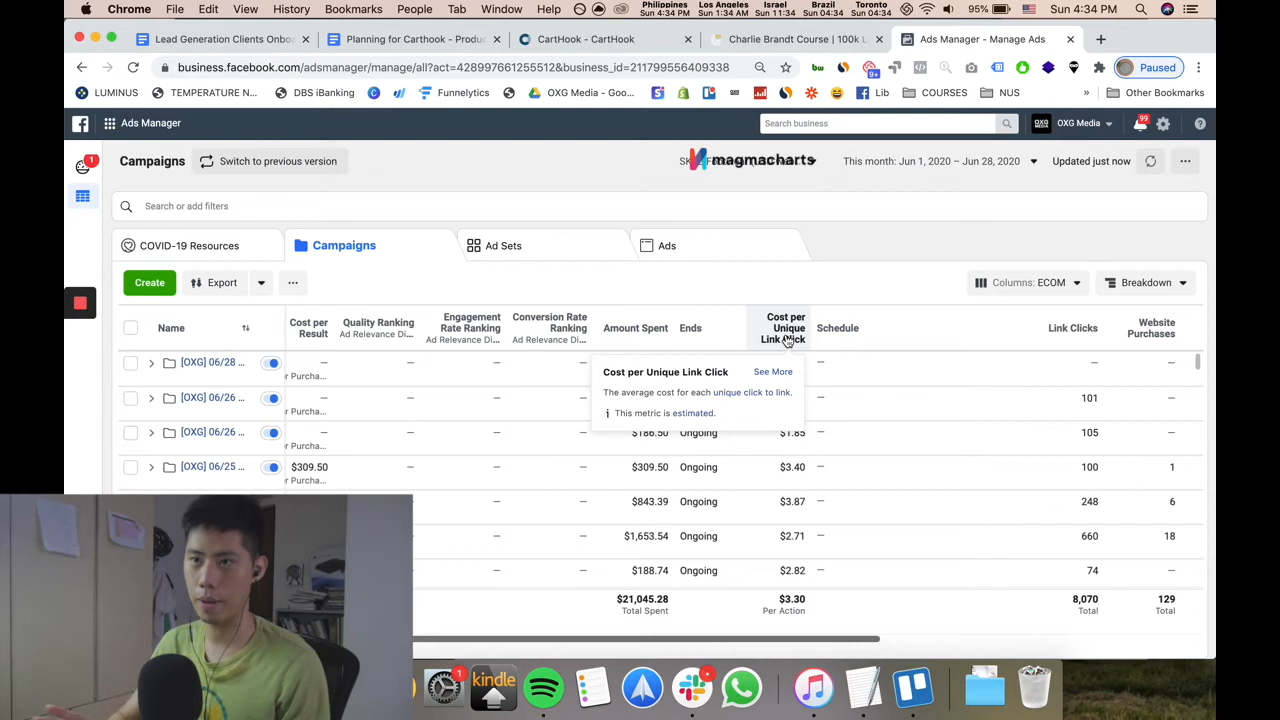 Chrome File Edit View History Bookmarks People Tab Window Help
Philippines Sun 4:34 PM Los Angeles Sun 1:34 AM Israel Sun 11:34 Brazil Sun 04:34 Toronto Sun 04:34 95% Sun 4:34 PM
Lead Generation Clients Onbo
Planning for Carthook - Produc
CartHook - CartHook
Charlie Brandt Course | 100k L
Ads Manager - Manage Ads
business.facebook.com/adsmanager/manage/all?act=428997661255512&business_id=211799556409338
9+
Paused
LUMINUS
TEMPERATURE N...
DBS iBanking
Funnelytics
OXG Media - Goo...
Lib
COURSES
NUS
»
Other Bookmarks
Ads Manager
Search business
OXG
OXG Media
99
1
Campaigns
Switch to previous version
magmacharts
This month: Jun 1, 2020 – Jun 28, 2020
Updated just now
Search or add filters
COVID-19 Resources
Campaigns
Ad Sets
Ads
Create
Export
Columns: ECOM
Breakdown
Name
Cost per Result
Quality Ranking
Ad Relevance Di...
Engagement Rate Ranking
Ad Relevance Di...
Conversion Rate Ranking
Ad Relevance Di...
Amount Spent
Ends
Cost per Unique Link Click
Schedule
Link Clicks
Website Purchases
[OXG] 06/28 ... — — — — — — —
r Purcha...
[OXG] 06/26 ... — — — — — 101
r Purcha...
[OXG] 06/26 ... — — — — $186.50 Ongoing $1.85 — 105
r Purcha...
[OXG] 06/25 ... $309.50 — — — $309.50 Ongoing $3.40 — 100 1
r Purcha...
— — — $843.39 Ongoing $3.87 — 248 6
— — — $1,653.54 Ongoing $2.71 — 660 18
— — — $188.74 Ongoing $2.82 — 74
$21,045.28 $3.30 8,070 129
Total Spent Per Action Total Total
Cost per Unique Link Click See More
The average cost for each unique click to link.
This metric is estimated.
1
kindle